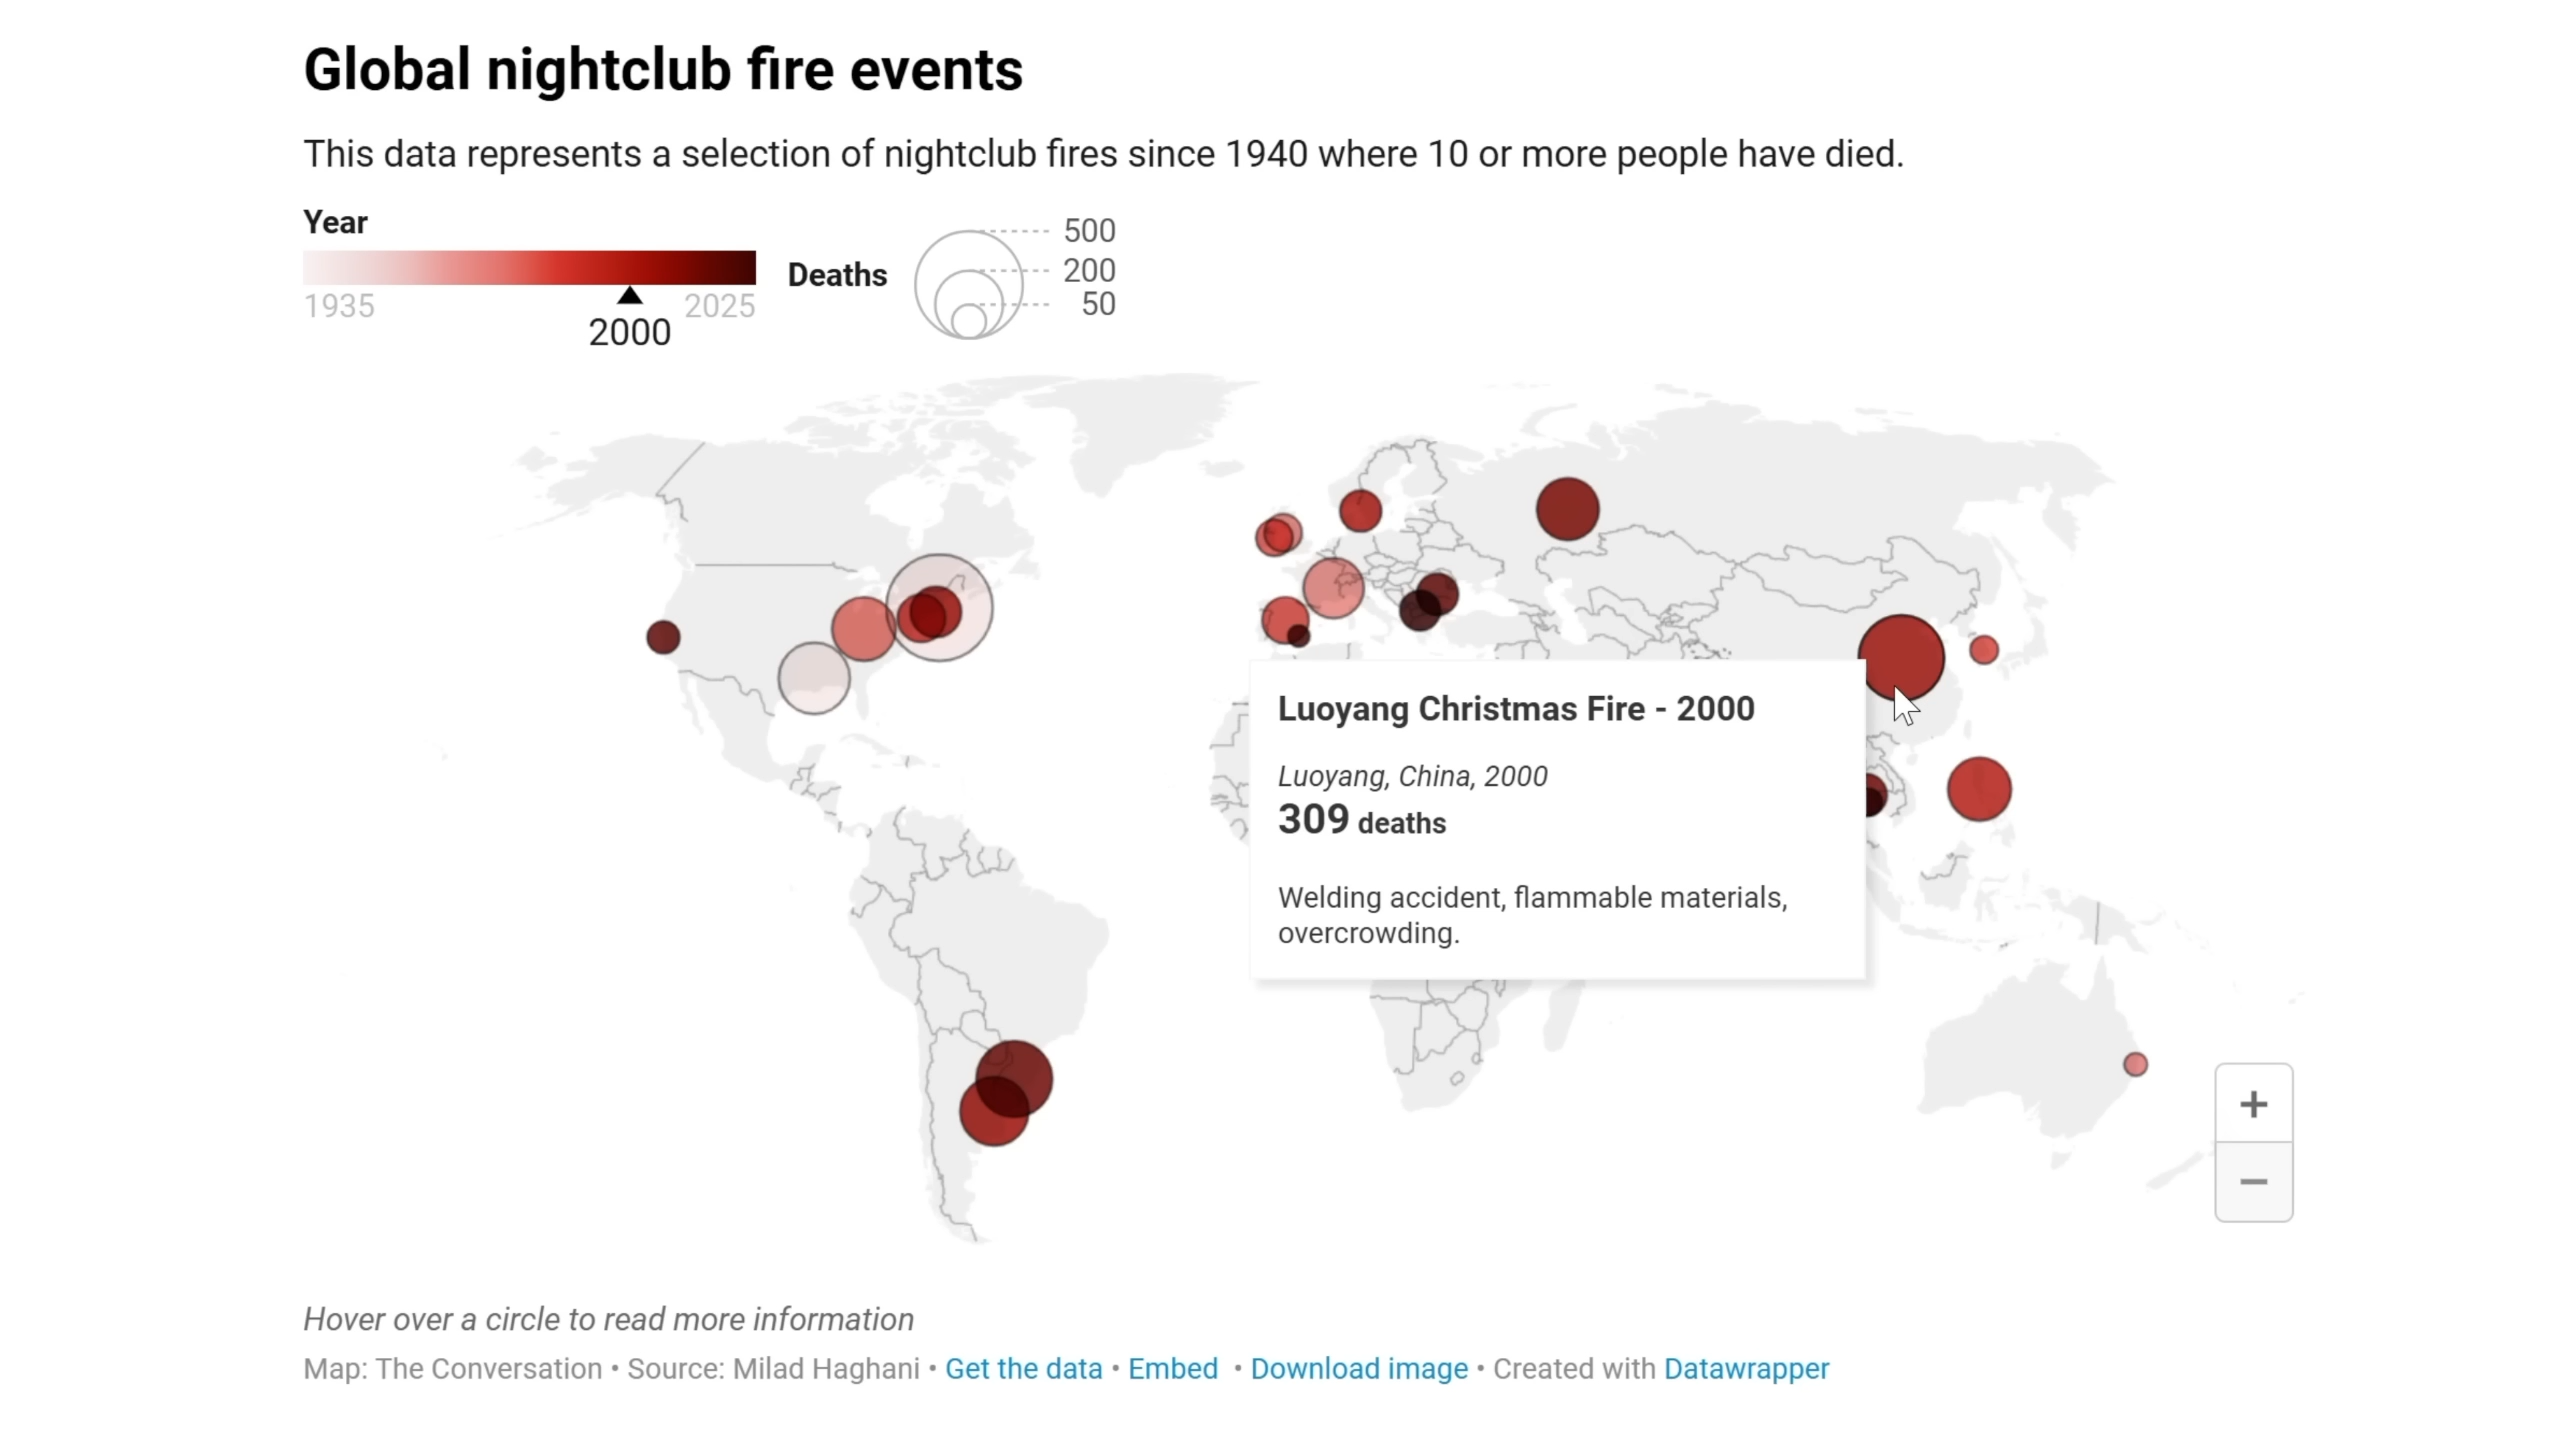 Global nightclub fire events
This data represents a selection of nightclub fires since 1940 where 10 or more people have died.
Year
1935
2025
2000
Deaths
500
200
50
Luoyang Christmas Fire - 2000
Luoyang, China, 2000
309 deaths
Welding accident, flammable materials,
overcrowding.
+
−
Hover over a circle to read more information
Map: The Conversation • Source: Milad Haghani • Get the data • Embed • Download image • Created with Datawrapper